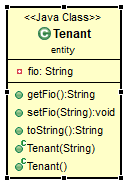 <<Java Class>>
Tenant
entity
fio: String
getFio():String
setFio(String):void
toString():String
Tenant(String)
Tenant()